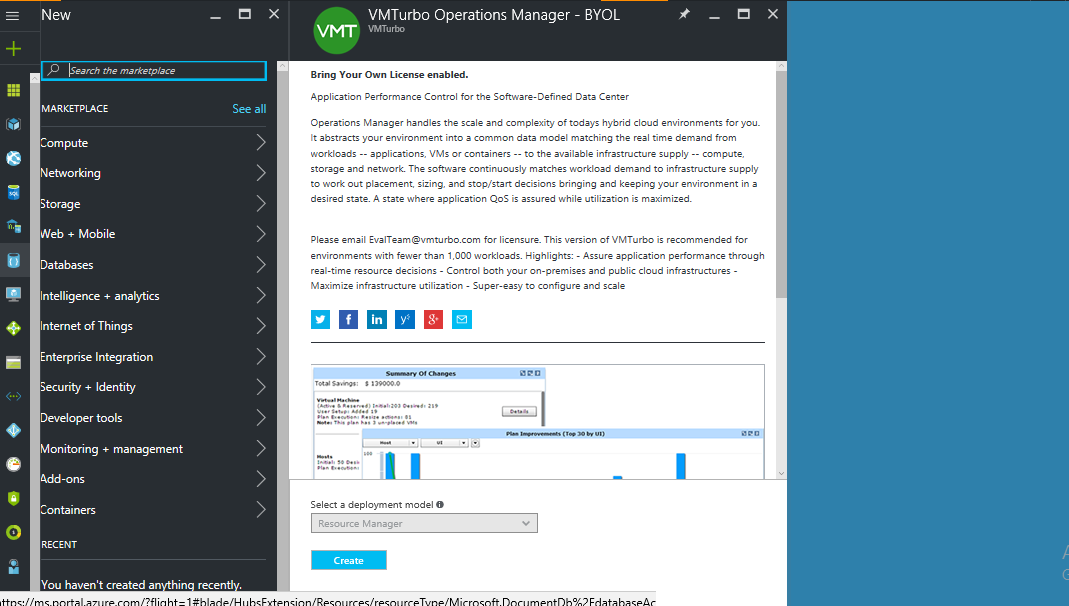 New
Search the marketplace
MARKETPLACE
See all
Compute
Networking
Storage
Web + Mobile
Databases
Intelligence + analytics
Internet of Things
Enterprise Integration
Security + Identity
Developer tools
Monitoring + management
Add-ons
Containers
RECENT
You haven't created anything recently.
https://ms.portal.azure.com/?flight=1#blade/HubsExtension/Resources/resourceType/Microsoft.DocumentDb%2FdatabaseAc
VMT
VMTurbo Operations Manager - BYOL
VMTurbo
Bring Your Own License enabled.
Application Performance Control for the Software-Defined Data Center
Operations Manager handles the scale and complexity of todays hybrid cloud environments for you.
It abstracts your environment into a common data model matching the real time demand from
workloads -- applications, VMs or containers -- to the available infrastructure supply -- compute,
storage and network. The software continuously matches workload demand to infrastructure supply
to work out placement, sizing, and stop/start decisions bringing and keeping your environment in a
desired state. A state where application QoS is assured while utilization is maximized.
Please email EvalTeam@vmturbo.com for licensure. This version of VMTurbo is recommended for
environments with fewer than 1,000 workloads. Highlights: - Assure application performance through
real-time resource decisions - Control both your on-premises and public cloud infrastructures -
Maximize infrastructure utilization - Super-easy to configure and scale
Summary Of Changes
Total Savings: $ 139000.0
Virtual Machine
(Active & Reserved) Initial:203 Desired: 219
User Setup: Added 19
Plan Execution: Resize actions: 81
Note: This plan has 3 unplaced VMs
Details
Plan Improvements (Top 30 by UI)
Host
UI
100
Hosts
Initial: 50 Desi
Plan Execution:
Select a deployment model
Resource Manager
Create